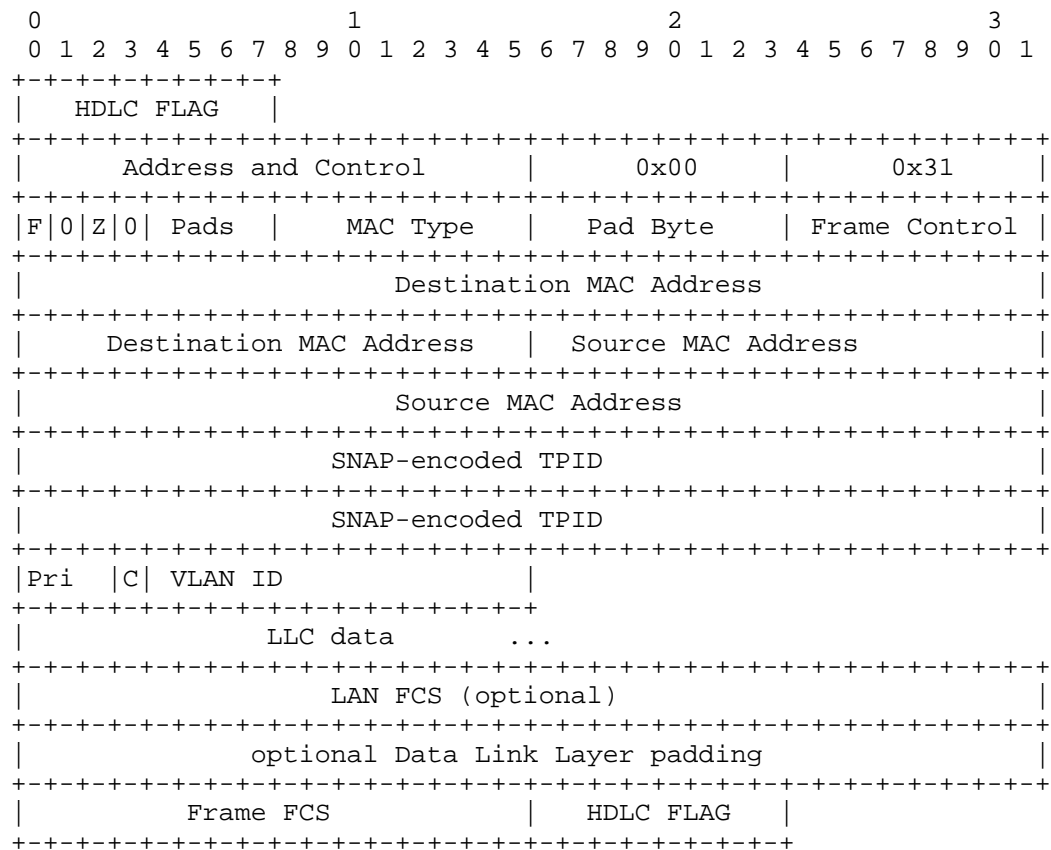 0                   1                   2                   3
 0 1 2 3 4 5 6 7 8 9 0 1 2 3 4 5 6 7 8 9 0 1 2 3 4 5 6 7 8 9 0 1
+-+-+-+-+-+-+-+-+
|   HDLC FLAG   |
+-+-+-+-+-+-+-+-+-+-+-+-+-+-+-+-+-+-+-+-+-+-+-+-+-+-+-+-+-+-+-+-+
|      Address and Control      |      0x00     |      0x31     |
+-+-+-+-+-+-+-+-+-+-+-+-+-+-+-+-+-+-+-+-+-+-+-+-+-+-+-+-+-+-+-+-+
|F|0|Z|0| Pads  |    MAC Type   |   Pad Byte    | Frame Control |
+-+-+-+-+-+-+-+-+-+-+-+-+-+-+-+-+-+-+-+-+-+-+-+-+-+-+-+-+-+-+-+-+
|                       Destination MAC Address                 |
+-+-+-+-+-+-+-+-+-+-+-+-+-+-+-+-+-+-+-+-+-+-+-+-+-+-+-+-+-+-+-+-+
|     Destination MAC Address   |  Source MAC Address           |
+-+-+-+-+-+-+-+-+-+-+-+-+-+-+-+-+-+-+-+-+-+-+-+-+-+-+-+-+-+-+-+-+
|                       Source MAC Address                      |
+-+-+-+-+-+-+-+-+-+-+-+-+-+-+-+-+-+-+-+-+-+-+-+-+-+-+-+-+-+-+-+-+
|                   SNAP-encoded TPID                           |
+-+-+-+-+-+-+-+-+-+-+-+-+-+-+-+-+-+-+-+-+-+-+-+-+-+-+-+-+-+-+-+-+
|                   SNAP-encoded TPID                           |
+-+-+-+-+-+-+-+-+-+-+-+-+-+-+-+-+-+-+-+-+-+-+-+-+-+-+-+-+-+-+-+-+
|Pri  |C| VLAN ID               |
+-+-+-+-+-+-+-+-+-+-+-+-+-+-+-+-+
|               LLC data       ...
+-+-+-+-+-+-+-+-+-+-+-+-+-+-+-+-+-+-+-+-+-+-+-+-+-+-+-+-+-+-+-+-+
|                   LAN FCS (optional)                          |
+-+-+-+-+-+-+-+-+-+-+-+-+-+-+-+-+-+-+-+-+-+-+-+-+-+-+-+-+-+-+-+-+
|              optional Data Link Layer padding                 |
+-+-+-+-+-+-+-+-+-+-+-+-+-+-+-+-+-+-+-+-+-+-+-+-+-+-+-+-+-+-+-+-+
|          Frame FCS            |   HDLC FLAG   |
+-+-+-+-+-+-+-+-+-+-+-+-+-+-+-+-+-+-+-+-+-+-+-+-+